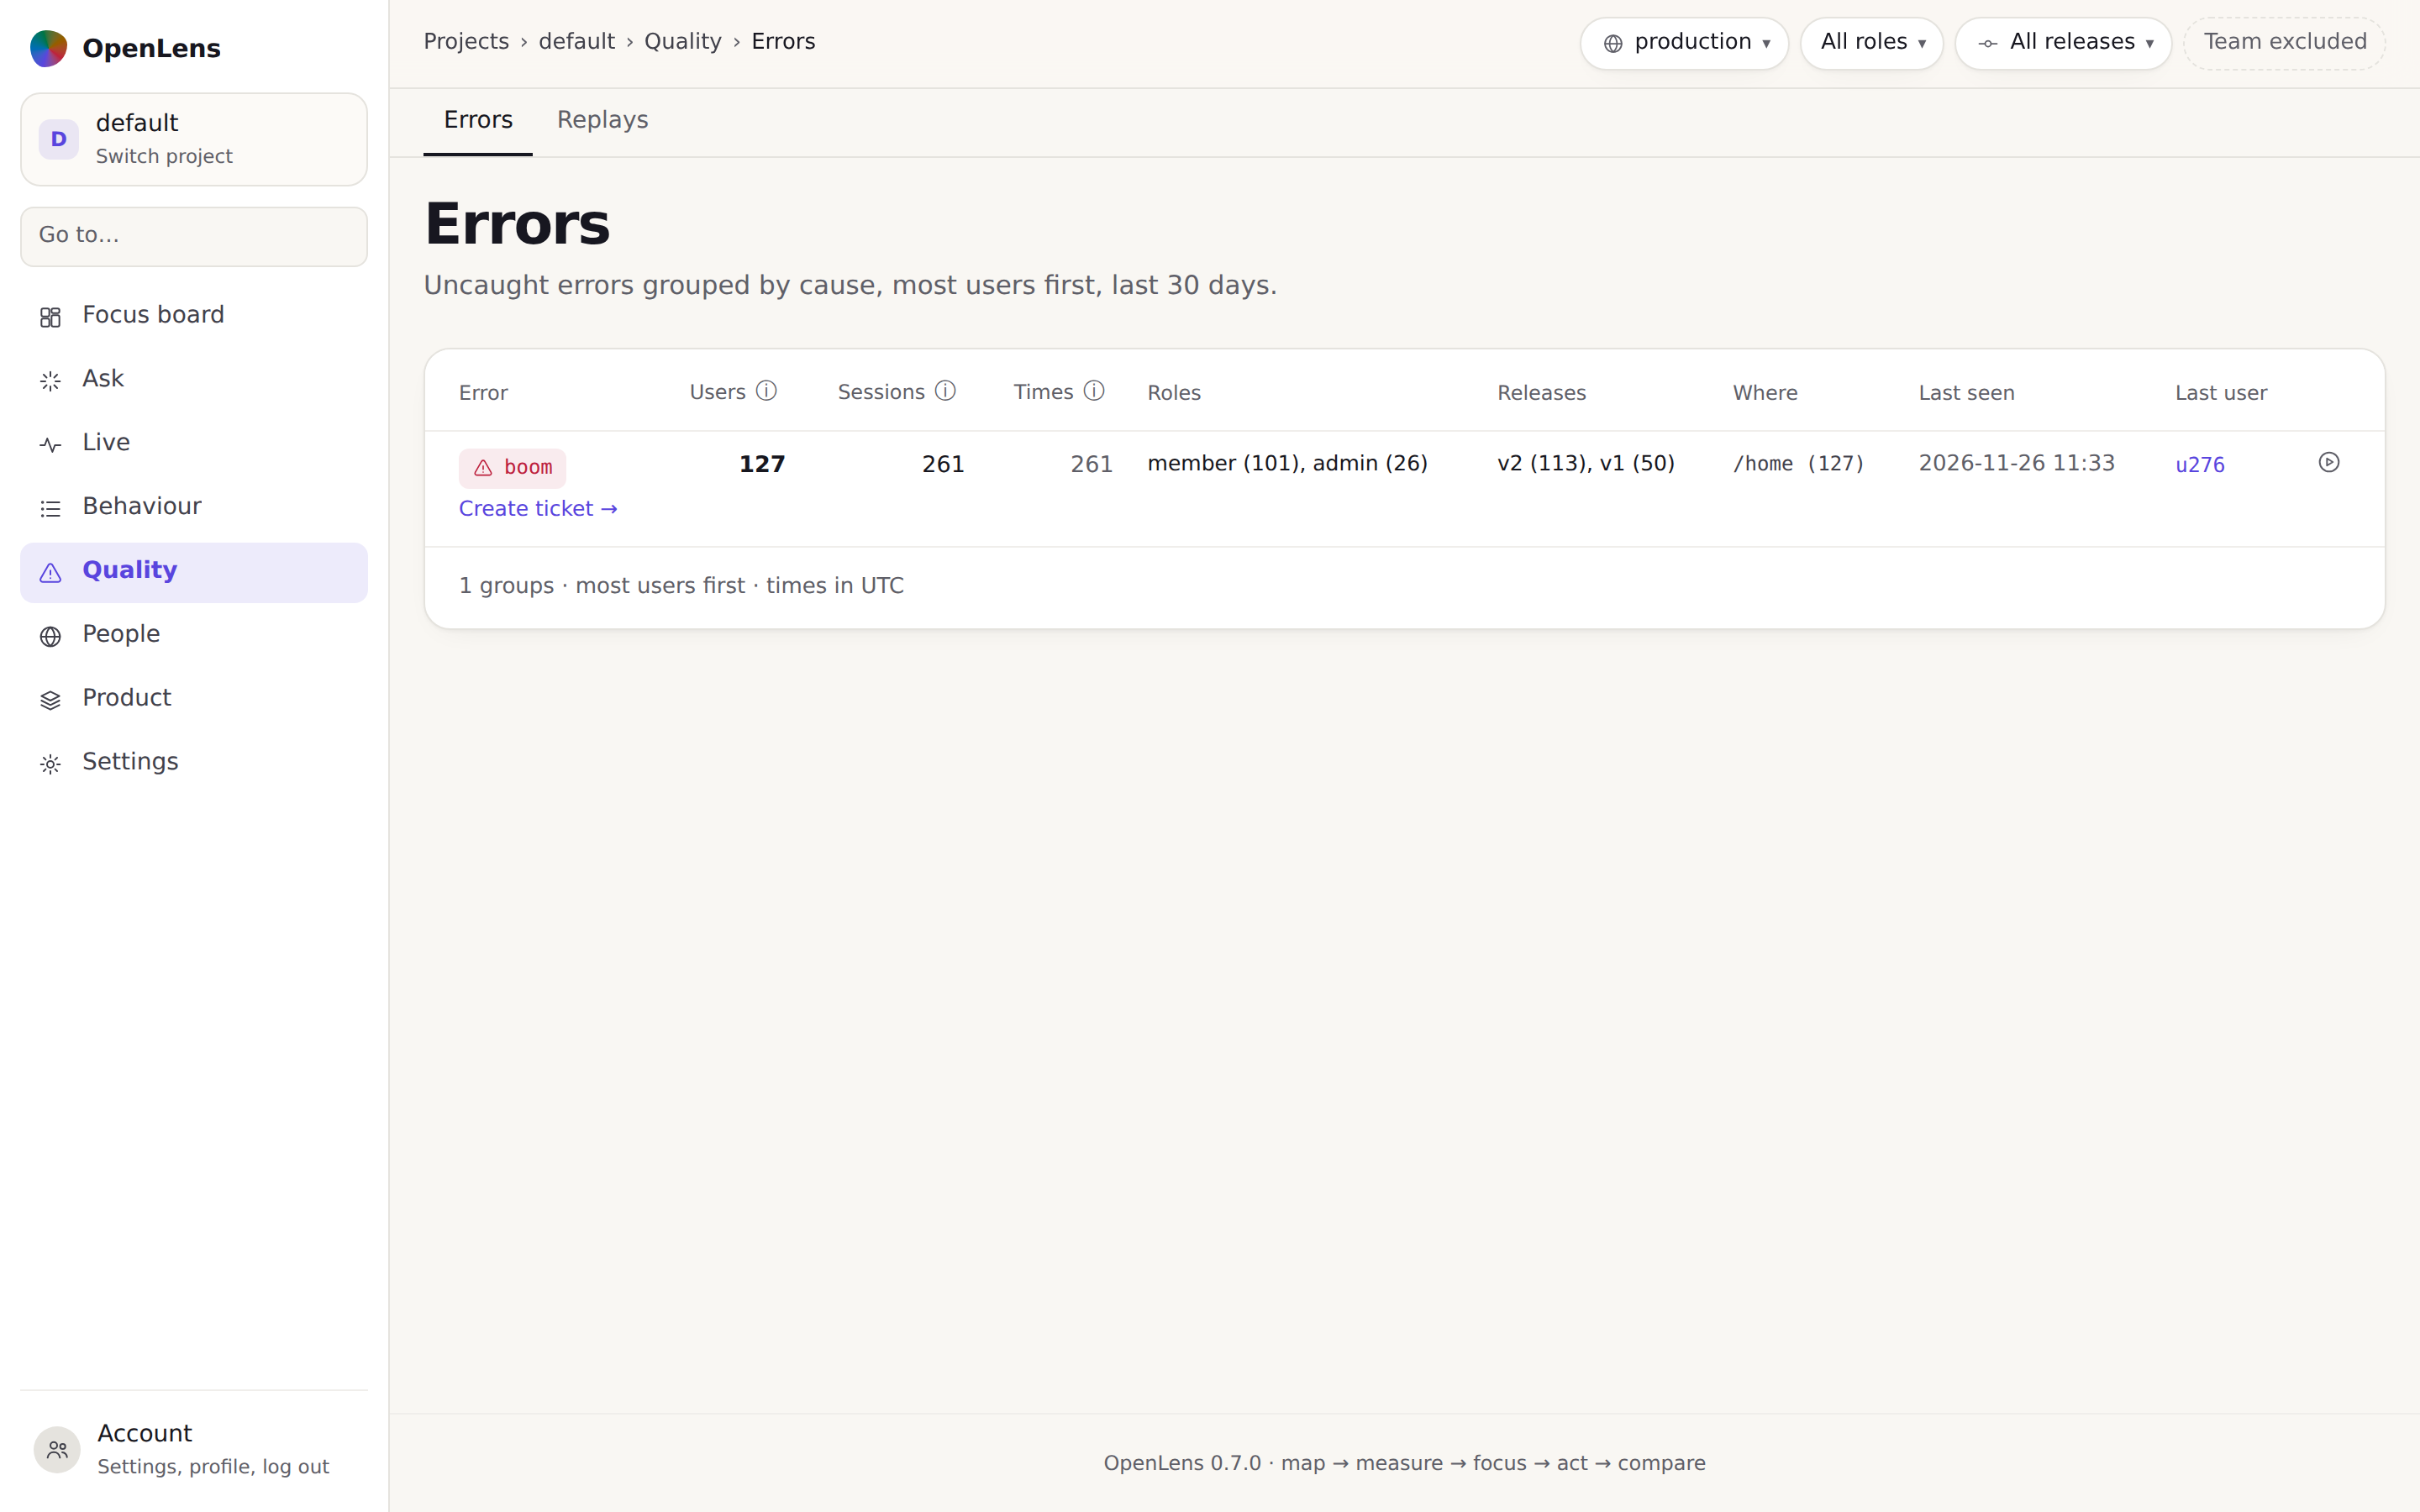 OpenLens
D
default
Switch project
Go to…
Focus board
Ask
Live
Behaviour
Quality
People
Product
Settings
Account
Settings, profile, log out
Projects › default › Quality › Errors
production ▾
All roles ▾
All releases ▾
Team excluded
Errors
Replays
Errors
Uncaught errors grouped by cause, most users first, last 30 days.
Error Users ⓘ Sessions ⓘ Times ⓘ Roles Releases Where Last seen Last user
boom 127 261 261 member (101), admin (26) v2 (113), v1 (50) /home (127) 2026-11-26 11:33 u276
Create ticket →
1 groups · most users first · times in UTC
OpenLens 0.7.0 · map → measure → focus → act → compare